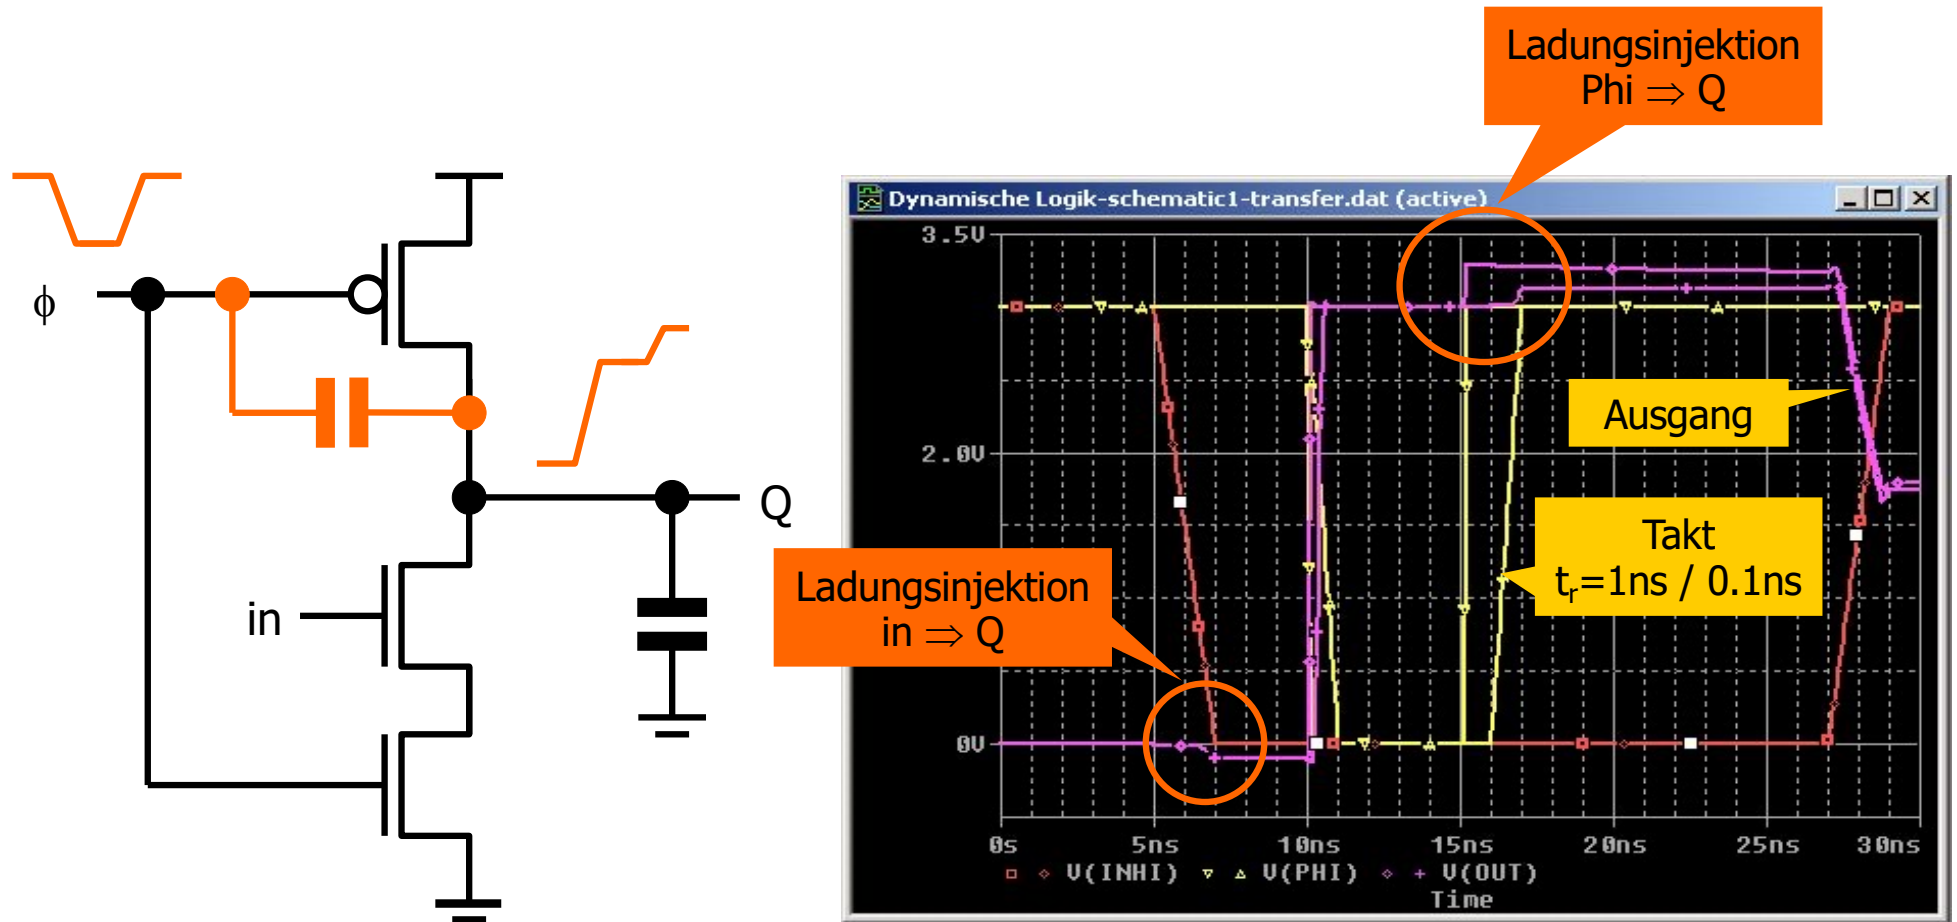 Ladungsinjektion
Phi ⇒ Q
Dynamische Logik-schematic1-transfer.dat (active)
ϕ
3.5V
Ausgang
2.0V
Q
Takt
tr=1ns / 0.1ns
Ladungsinjektion
in ⇒ Q
in
0V
0s 5ns 10ns 15ns 20ns 25ns 30ns
V(INHI) V(PHI) V(OUT)
Time